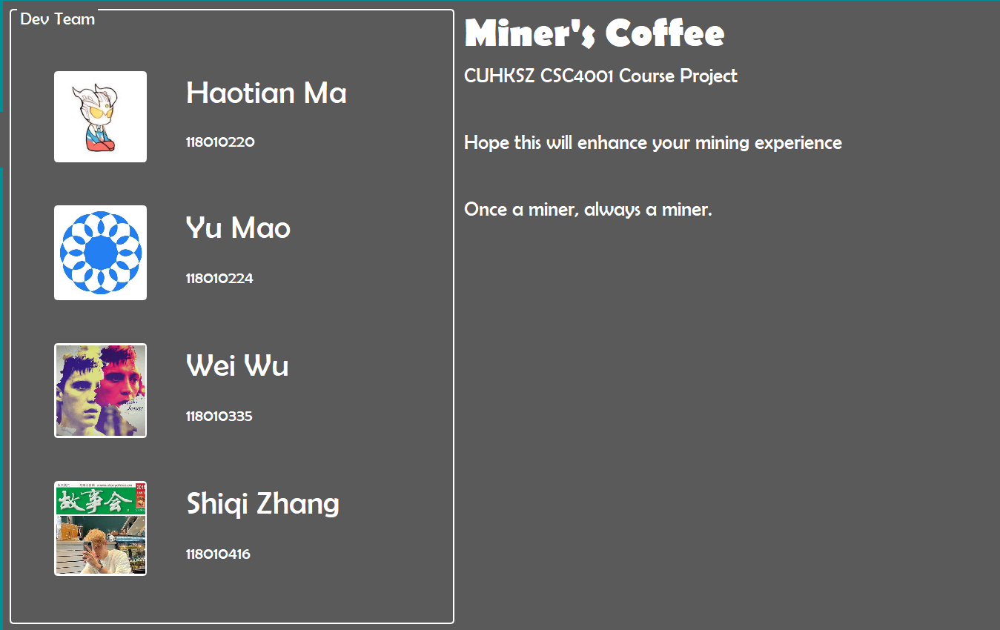 Dev Team
Haotian Ma
118010220
Yu Mao
118010224
Wei Wu
118010335
Jonas
Shiqi Zhang
118010416
故事会
Miner's Coffee
CUHKSZ CSC4001 Course Project
Hope this will enhance your mining experience
Once a miner, always a miner.